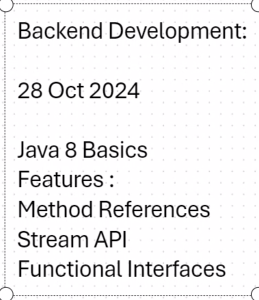 Backend Development:
28 Oct 2024
Java 8 Basics
Features :
Method References
Stream API
Functional Interfaces